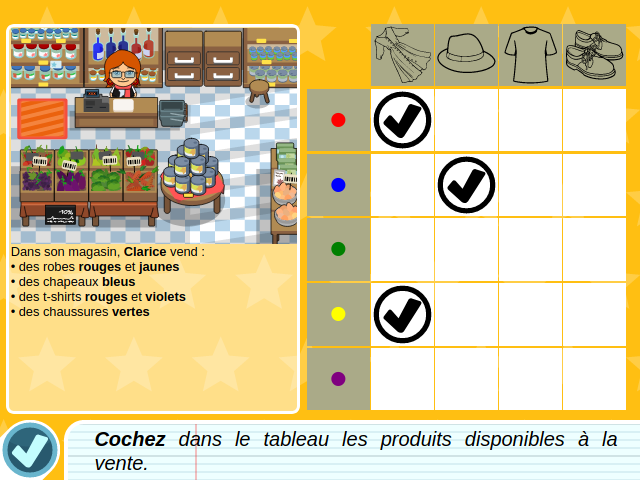 -10%
Dans son magasin, Clarice vend :
• des robes rouges et jaunes
• des chapeaux bleus
• des t-shirts rouges et violets
• des chaussures vertes
Cochez dans le tableau les produits disponibles à la
vente.